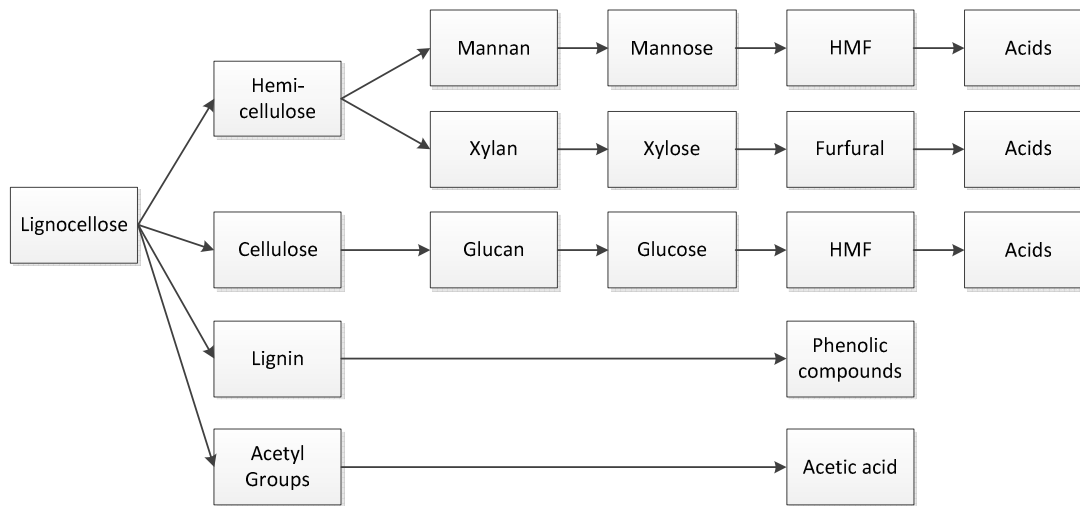 Mannan
Mannose
HMF
Acids
Hemi-
cellulose
Xylan
Xylose
Furfural
Acids
Lignocellose
Cellulose
Glucan
Glucose
HMF
Acids
Lignin
Phenolic
compounds
Acetyl
Groups
Acetic acid